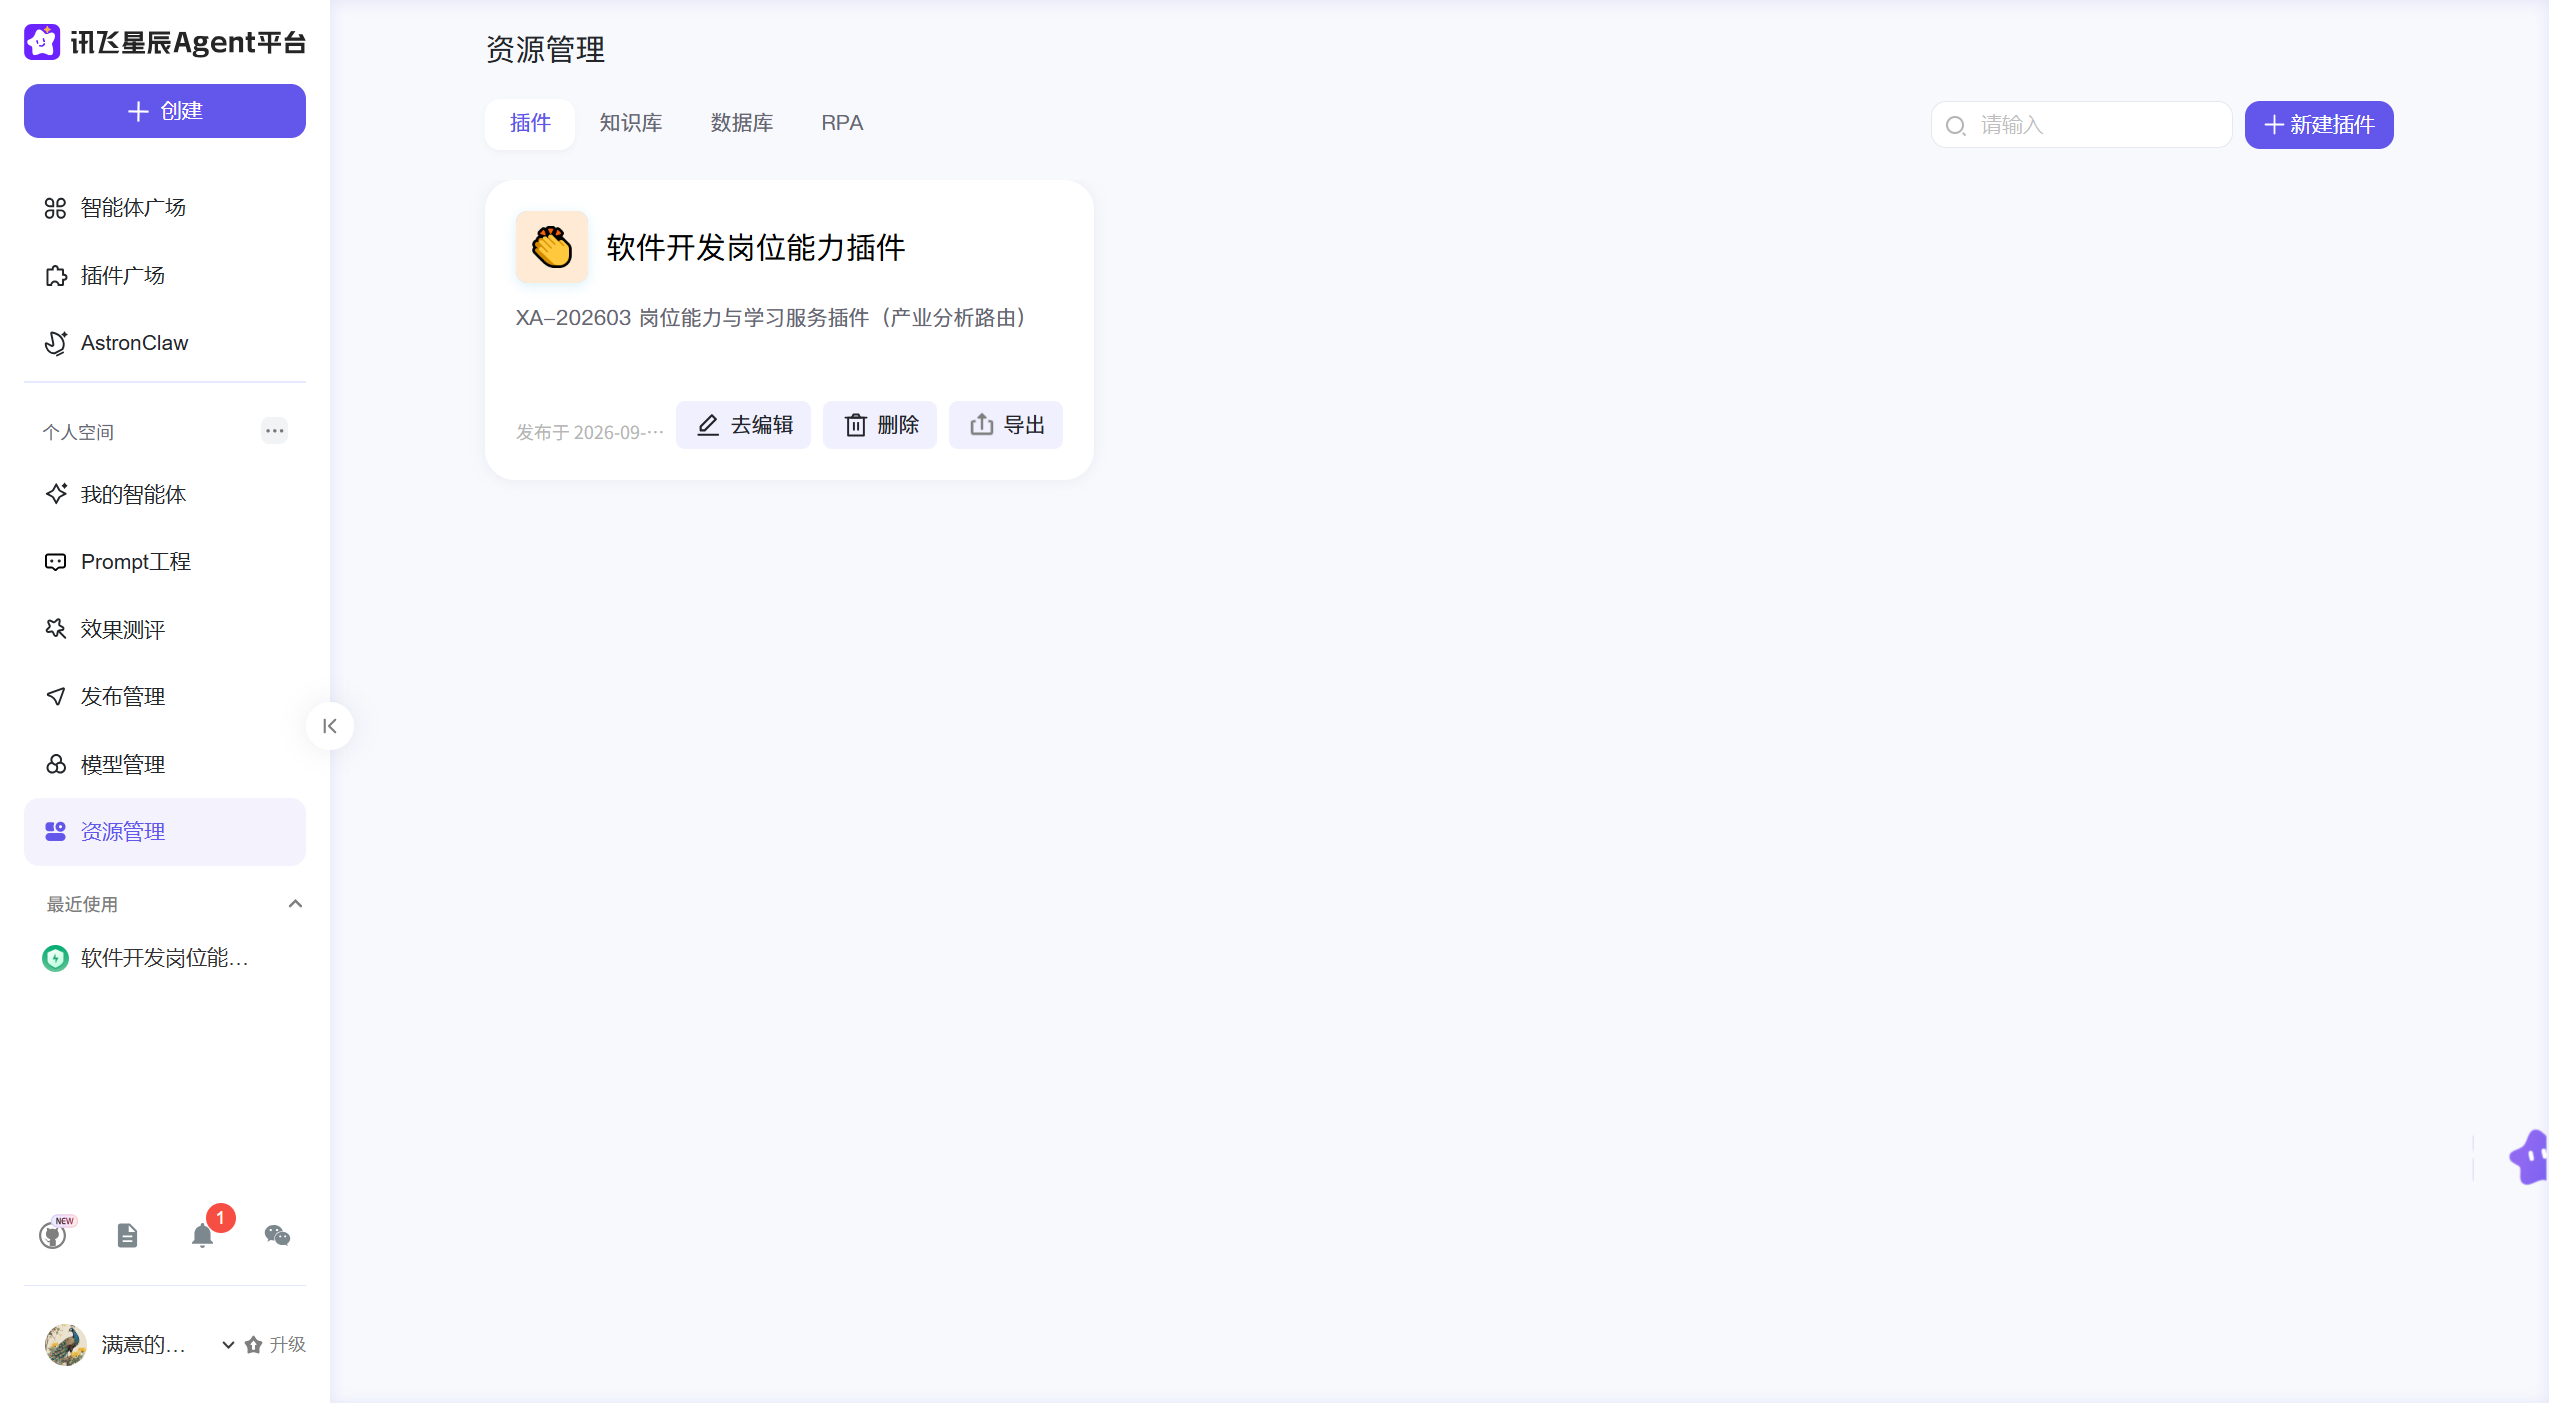 讯飞星辰Agent平台
创建
智能体广场
插件广场
AstronClaw
个人空间
我的智能体
Prompt工程
效果测评
发布管理
模型管理
资源管理
最近使用
软件开发岗位能...
NEW
1
满意的...
升级
资源管理
插件 知识库 数据库 RPA
请输入
新建插件
软件开发岗位能力插件
XA-202603 岗位能力与学习服务插件（产业分析路由）
发布于 2026-09-...
去编辑 删除 导出